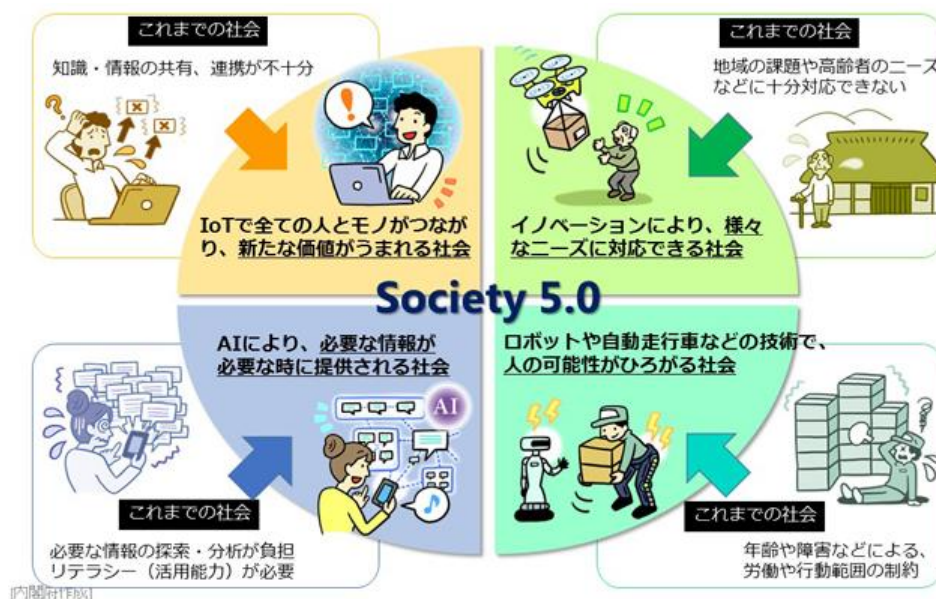 これまでの社会
知識・情報の共有、連携が不十分
IoTで全ての人とモノがつなが
り、新たな価値がうまれる社会
これまでの社会
地域の課題や高齢者のニーズ
などに十分対応できない
イノベーションにより、様々
なニーズに対応できる社会
Society 5.0
AIにより、必要な情報が
必要な時に提供される社会
AI
これまでの社会
必要な情報の探索・分析が負担
リテラシー（活用能力）が必要
ロボットや自動走行車などの技術で、
人の可能性がひろがる社会
これまでの社会
年齢や障害などによる、
労働や行動範囲の制約
[内閣府作成]